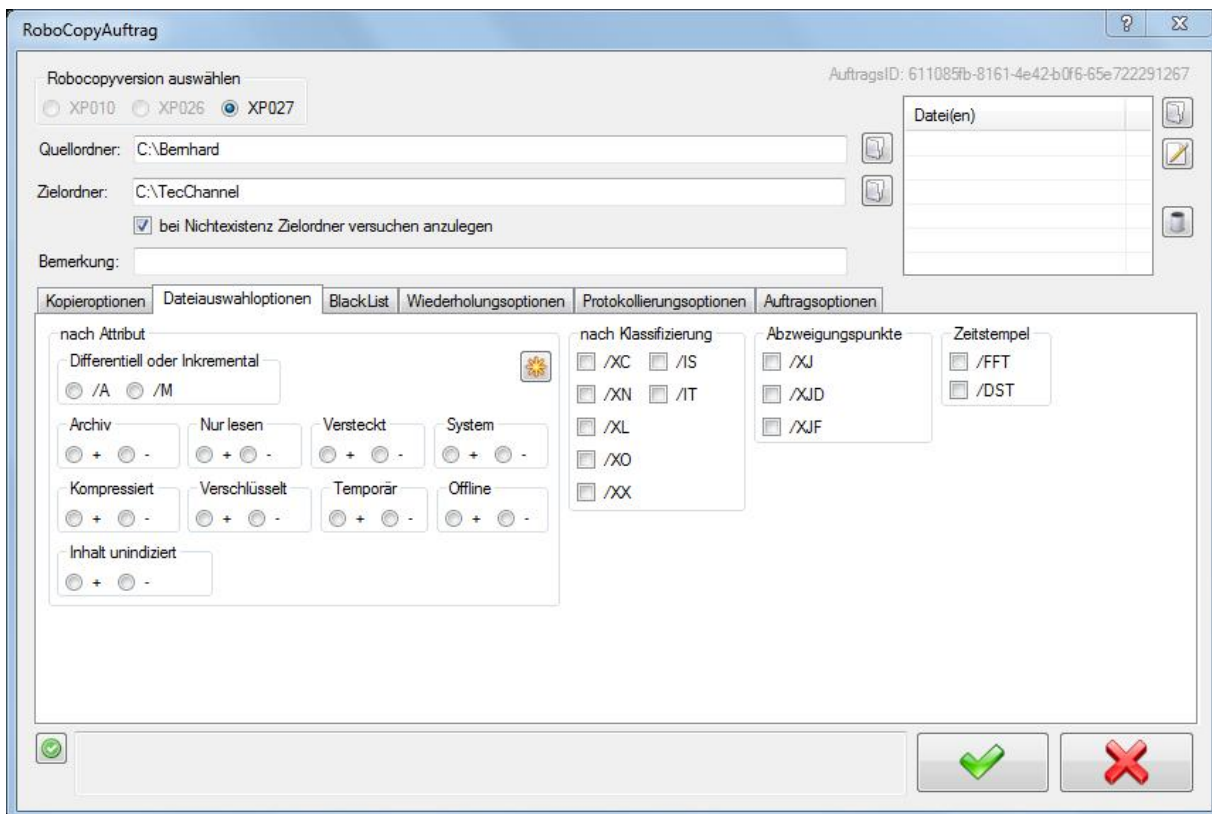 RoboCopyAuftrag
AuftragsID: 611085fb-8161-4e42-b0f6-65e722291267
Robocopyversion auswählen
XP010 XP026 XP027
Datei(en)
Quellordner: C:\Bernhard
Zielordner: C:\TecChannel
bei Nichtexistenz Zielordner versuchen anzulegen
Bemerkung:
Kopieroptionen Dateiauswahloptionen BlackList Wiederholungsoptionen Protokollierungsoptionen Auftragsoptionen
nach Attribut
Differentiell oder Inkremental
/A /M
Archiv Nur lesen Versteckt System
+ - + - + - + -
Kompressiert Verschlüsselt Temporär Offline
+ - + - + - + -
Inhalt unindiziert
+ -
nach Klassifizierung
/XC /IS
/XN /IT
/XL
/XO
/XX
Abzweigungspunkte
/XJ
/XJD
/XJF
Zeitstempel
/FFT
/DST